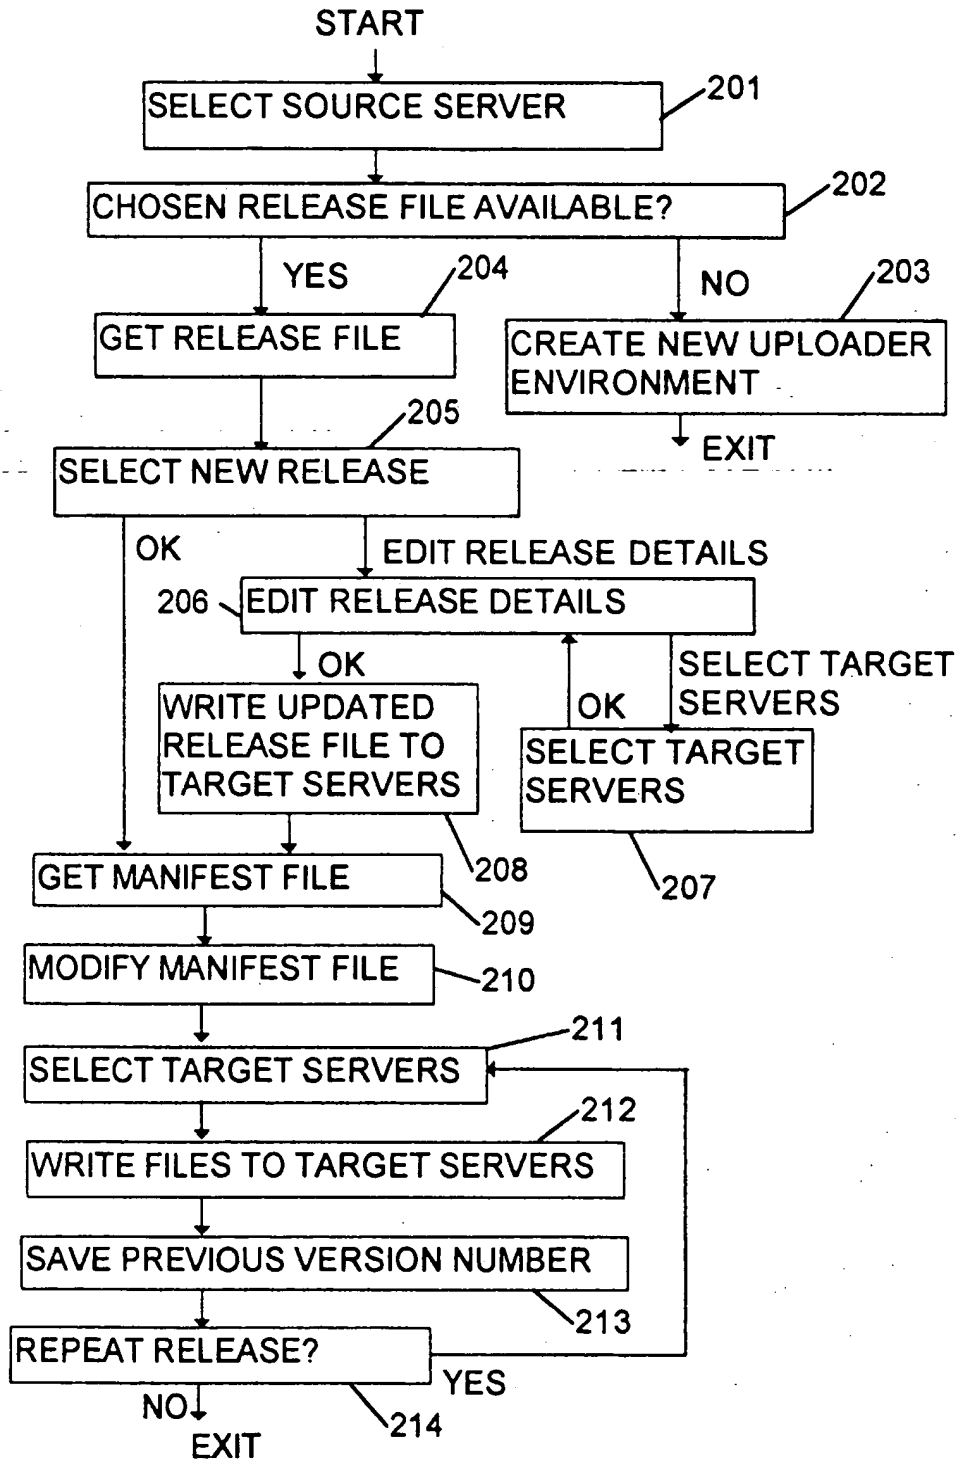 START
201
SELECT SOURCE SERVER
202
CHOSEN RELEASE FILE AVAILABLE?
YES
204
NO
203
GET RELEASE FILE
CREATE NEW UPLOADER
ENVIRONMENT
EXIT
205
SELECT NEW RELEASE
OK
EDIT RELEASE DETAILS
206
EDIT RELEASE DETAILS
OK
SELECT TARGET
SERVERS
OK
WRITE UPDATED
RELEASE FILE TO
TARGET SERVERS
SELECT TARGET
SERVERS
208
207
GET MANIFEST FILE
209
MODIFY MANIFEST FILE
210
211
SELECT TARGET SERVERS
212
WRITE FILES TO TARGET SERVERS
SAVE PREVIOUS VERSION NUMBER
213
REPEAT RELEASE?
YES
NO
214
EXIT